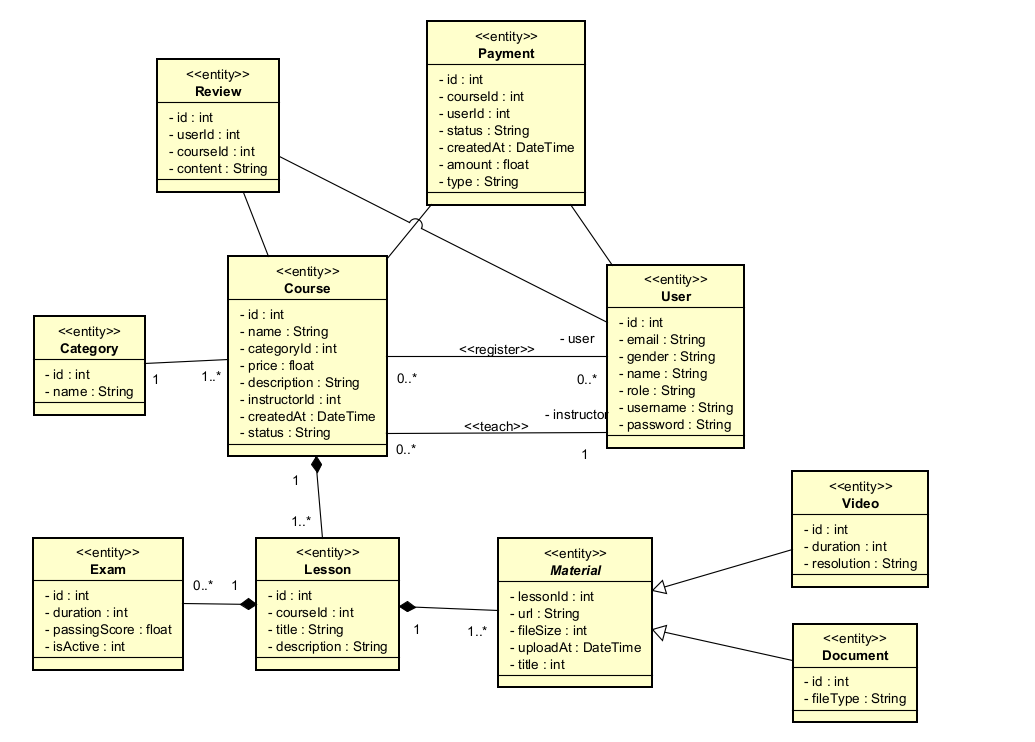 <<entity>>
Payment
- id : int
- courseId : int
- userId : int
- status : String
- createdAt : DateTime
- amount : float
- type : String
<<entity>>
Review
- id : int
- userId : int
- courseId : int
- content : String
<<entity>>
Course
- id : int
- name : String
- categoryId : int
- price : float
- description : String
- instructorId : int
- createdAt : DateTime
- status : String
<<entity>>
User
- id : int
- email : String
- gender : String
- name : String
- role : String
- username : String
- password : String
<<entity>>
Category
- id : int
- name : String
1
1..*
- user
<<register>>
0..*
0..*
- instructor
<<teach>>
0..*
1
1
1..*
<<entity>>
Video
- id : int
- duration : int
- resolution : String
<<entity>>
Exam
- id : int
- duration : int
- passingScore : float
- isActive : int
0..*
1
<<entity>>
Lesson
- id : int
- courseId : int
- title : String
- description : String
1
1..*
<<entity>>
Material
- lessonId : int
- url : String
- fileSize : int
- uploadAt : DateTime
- title : int
<<entity>>
Document
- id : int
- fileType : String